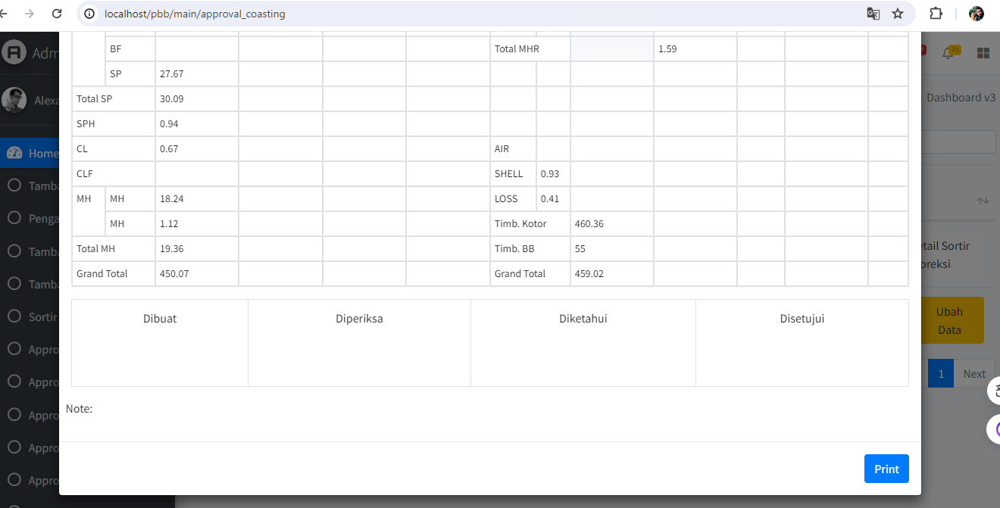 localhost/pbb/main/approval_coasting
Adm
15
BF Total MHR 1.59
SP 27.67
Total SP 30.09
Alexa
Dashboard v3
SPH 0.94
CL 0.67 AIR
Home
CLF SHELL 0.93
Tamba
MH MH 18.24 LOSS 0.41
Penga
MH 1.12 Timb. Kotor 460.36
Total MH 19.36 Timb. BB 55
Tamba
etail Sortir
oreksi
Grand Total 450.07 Grand Total 459.02
Tamba
Dibuat Diperiksa Diketahui Disetujui
Sortir
Ubah
Data
Appro
1 Next
Appro
Note:
Appro
Appro
Print
Appro